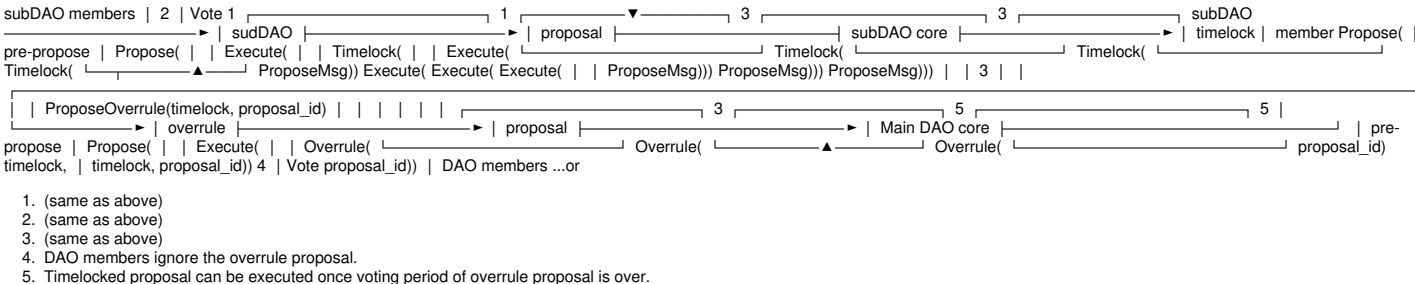 subDAO members | 2 | Vote 1 ┌─────────────┐ 1 ┌──────▼──────┐ 3 ┌─────────────┐ 3 ┌─────────────┐ subDAO
─────────────► | sudDAO ├─────────────► | proposal ├─────────────┤ subDAO core ├─────────────► | timelock | member Propose( |
pre-propose | Propose( | | Execute( | | Timelock( | | Execute( └─────────────┘ Timelock( └─────────────┘ Timelock( └─────────────┘
Timelock( └──┬────▲───┘ ProposeMsg)) Execute( Execute( Execute( | | ProposeMsg))) ProposeMsg))) ProposeMsg))) | | 3 | |
┌─────────────────────────────────────────────
| | ProposeOverrule(timelock, proposal_id) | | | | | | ┌─────────────┐ 3 ┌─────────────┐ 5 ┌─────────────┐ 5 |
└─────────────► | overrule ├─────────────► | proposal ├─────────────► | Main DAO core ├─────────────┘ | pre-
propose | Propose( | | Execute( | | Overrule( └─────────────┘ Overrule( └──────▲──────┘ Overrule( └─────────────┘ proposal_id)
timelock, | timelock, proposal_id)) 4 | Vote proposal_id)) | DAO members ...or
1. (same as above)
2. (same as above)
3. (same as above)
4. DAO members ignore the overrule proposal.
5. Timelocked proposal can be executed once voting period of overrule proposal is over.